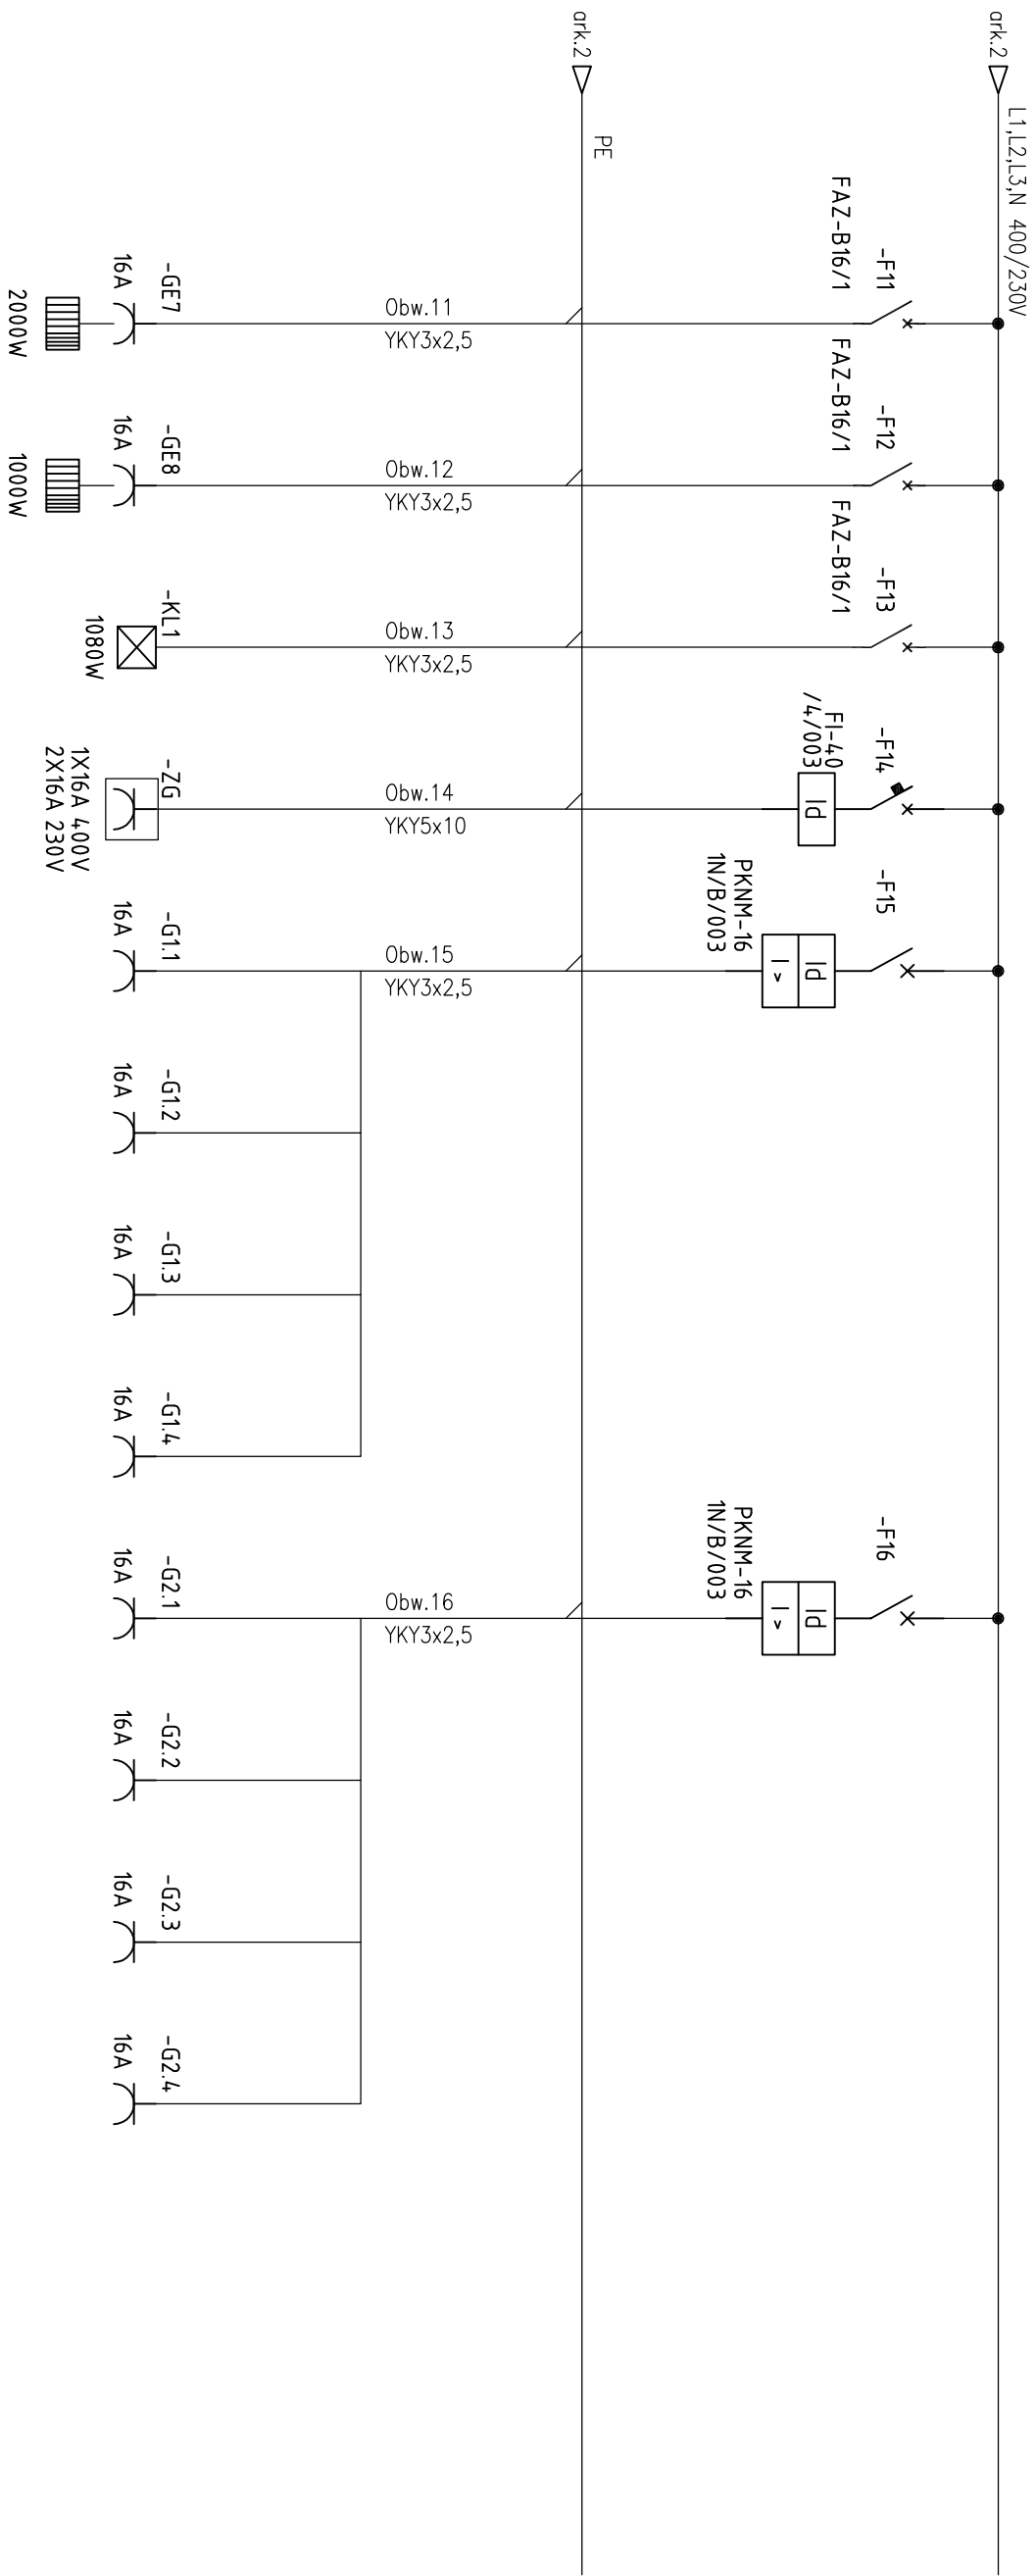 ark.2
L1,L2,L3,N 400/230V
ark.2
PE
-F11
FAZ-B16/1
-F12
FAZ-B16/1
-F13
FAZ-B16/1
-F14
FI-40
/4/003
Id
-F15
PKNM-16
1N/B/003
Id
I >
-F16
PKNM-16
1N/B/003
Id
I >
Obw.11
YKY3x2,5
Obw.12
YKY3x2,5
Obw.13
YKY3x2,5
Obw.14
YKY5x10
Obw.15
YKY3x2,5
Obw.16
YKY3x2,5
-GE7
16A
2000W
-GE8
16A
1000W
-KL1
1080W
-ZG
1X16A 400V
2X16A 230V
-G1.1
16A
-G1.2
16A
-G1.3
16A
-G1.4
16A
-G2.1
16A
-G2.2
16A
-G2.3
16A
-G2.4
16A